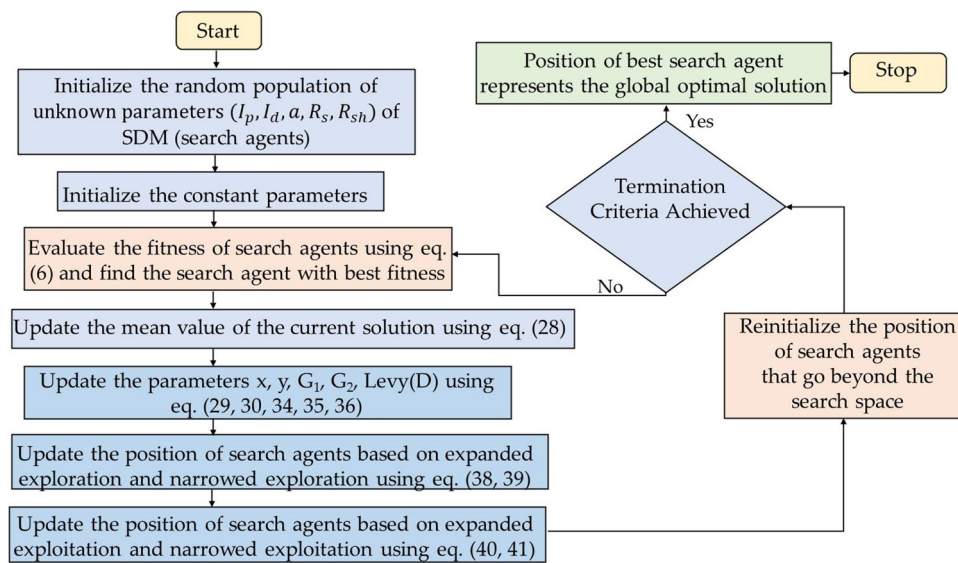 Start
Initialize the random population of
unknown parameters (I_p, I_d, a, R_s, R_sh) of
SDM (search agents)
Initialize the constant parameters
Evaluate the fitness of search agents using eq.
(6) and find the search agent with best fitness
Update the mean value of the current solution using eq. (28)
Update the parameters x, y, G₁, G₂, Levy(D) using
eq. (29, 30, 34, 35, 36)
Update the position of search agents based on expanded
exploration and narrowed exploration using eq. (38, 39)
Update the position of search agents based on expanded
exploitation and narrowed exploitation using eq. (40, 41)
Reinitialize the position
of search agents
that go beyond the
search space
Termination
Criteria Achieved
No
Yes
Position of best search agent
represents the global optimal solution
Stop